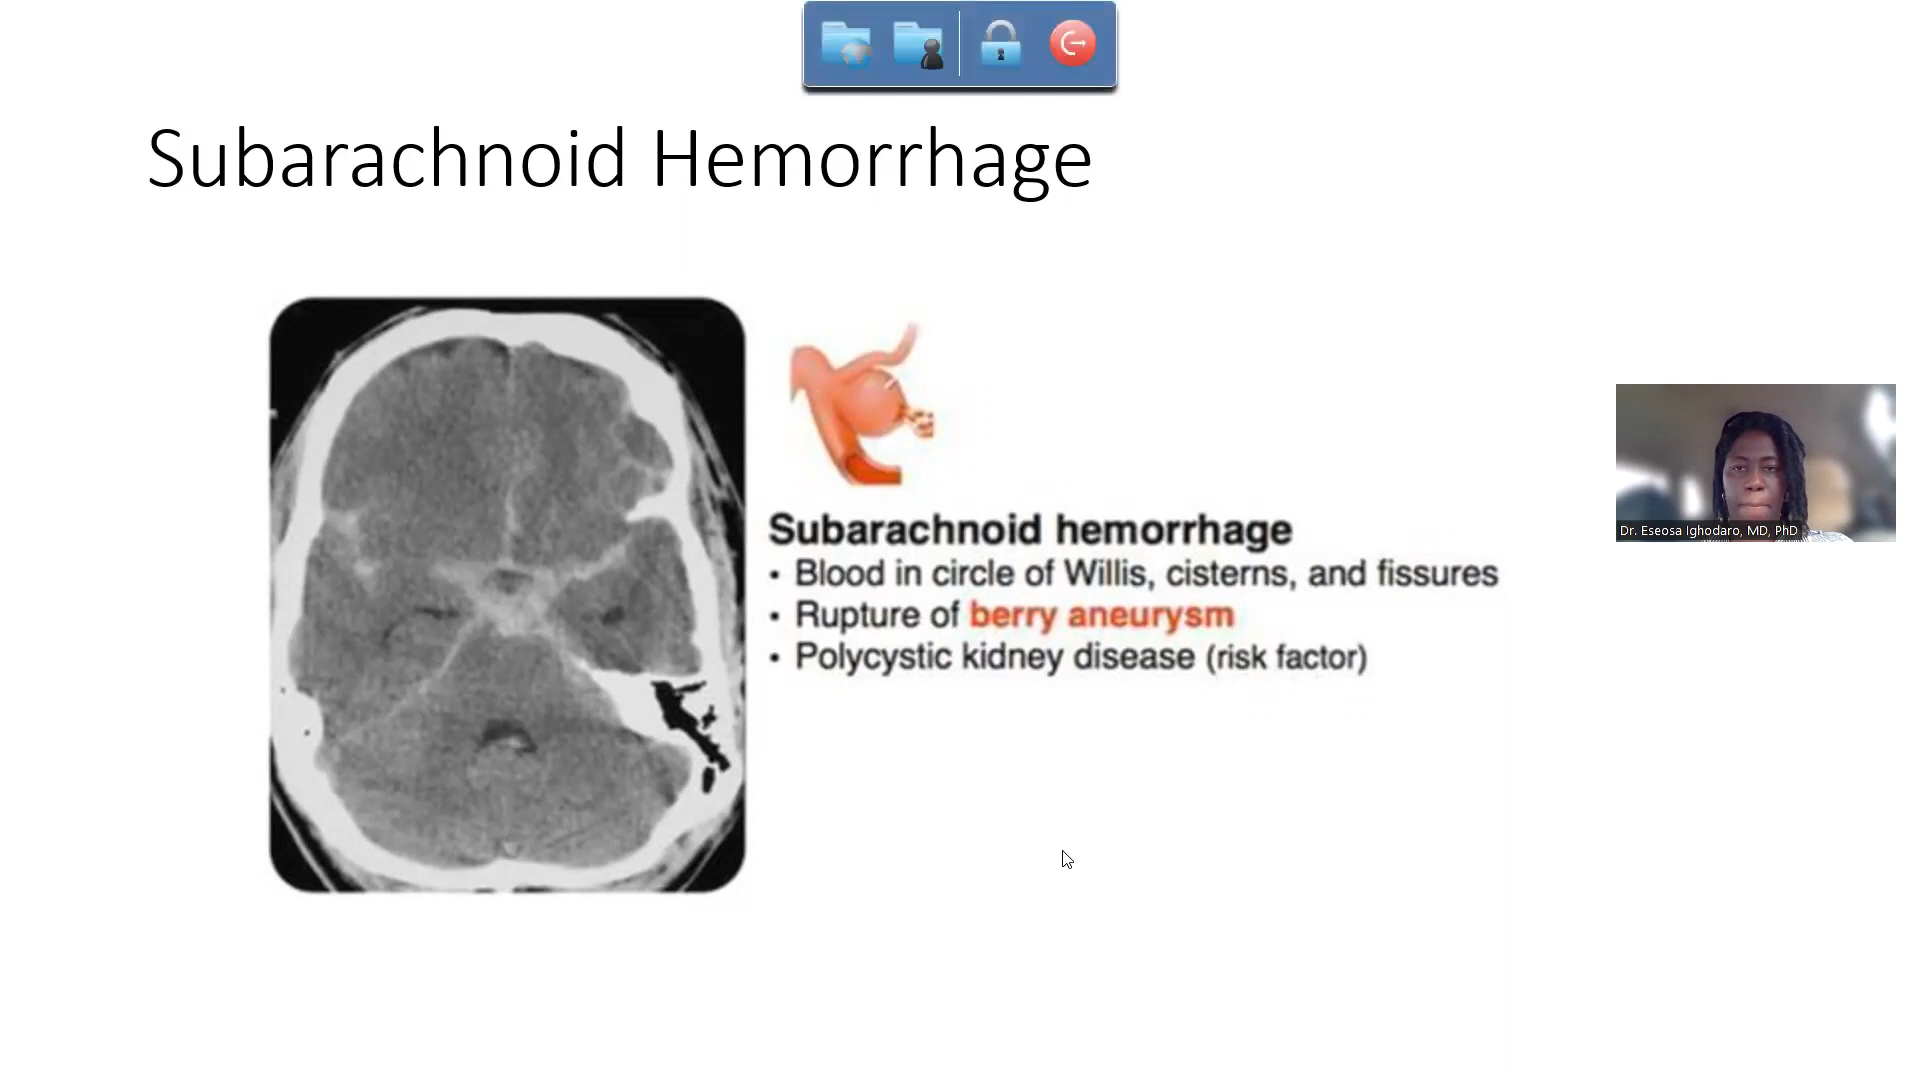 Subarachnoid Hemorrhage
Subarachnoid hemorrhage
• Blood in circle of Willis, cisterns, and fissures
• Rupture of berry aneurysm
• Polycystic kidney disease (risk factor)
Dr. Eseosa Ighodaro, MD, PhD